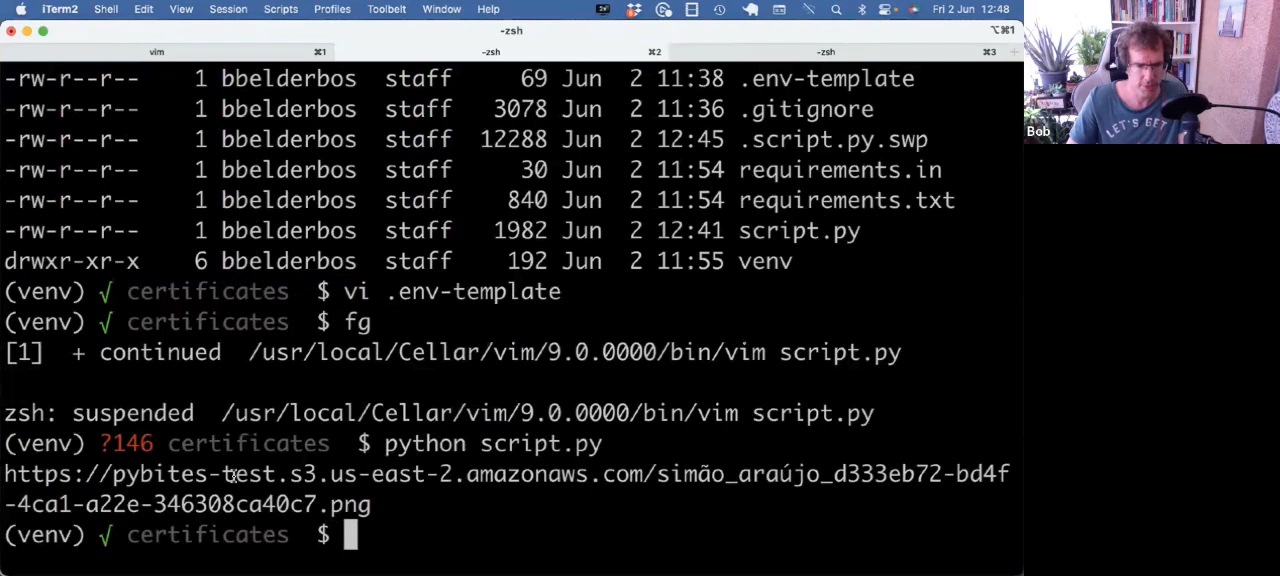 iTerm2 Shell Edit View Session Scripts Profiles Toolbelt Window Help Fri 2 Jun 12:48
-zsh ⌥⌘1
vim ⌘1 -zsh ⌘2 -zsh ⌘3
-rw-r--r-- 1 bbelderbos staff 69 Jun 2 11:38 .env-template
-rw-r--r-- 1 bbelderbos staff 3078 Jun 2 11:36 .gitignore
-rw-r--r-- 1 bbelderbos staff 12288 Jun 2 12:45 .script.py.swp
-rw-r--r-- 1 bbelderbos staff 30 Jun 2 11:54 requirements.in
-rw-r--r-- 1 bbelderbos staff 840 Jun 2 11:54 requirements.txt
-rw-r--r-- 1 bbelderbos staff 1982 Jun 2 12:41 script.py
drwxr-xr-x 6 bbelderbos staff 192 Jun 2 11:55 venv
(venv) √ certificates $ vi .env-template
(venv) √ certificates $ fg
[1] + continued /usr/local/Cellar/vim/9.0.0000/bin/vim script.py
zsh: suspended /usr/local/Cellar/vim/9.0.0000/bin/vim script.py
(venv) ?146 certificates $ python script.py
https://pybites-test.s3.us-east-2.amazonaws.com/simão_araújo_d333eb72-bd4f
-4ca1-a22e-346308ca40c7.png
(venv) √ certificates $
Bob
LET'S GET